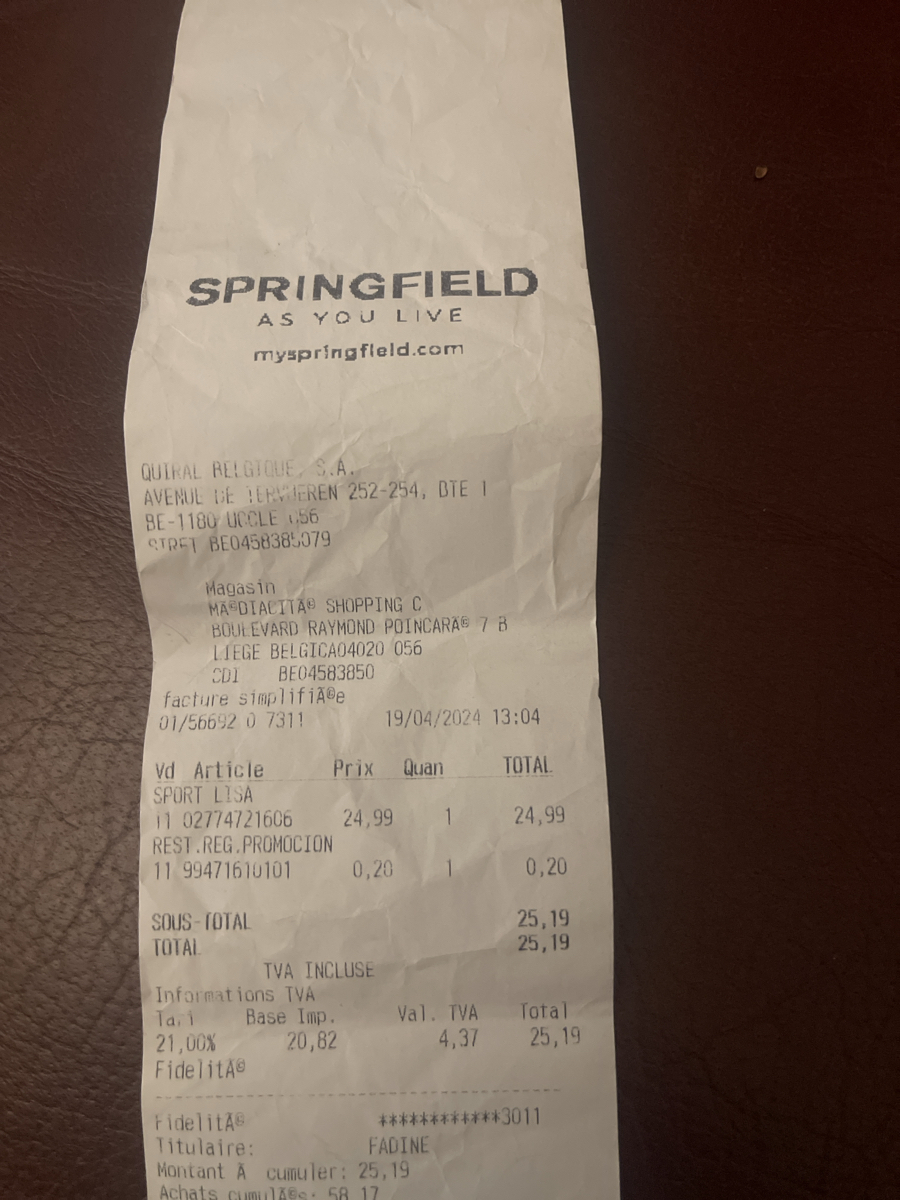 SPRINGFIELD
AS YOU LIVE
myspringfield.com
QUIRAL BELGIQUE, S.A.
AVENUE DE TERVUEREN 252-254, BTE 1
BE-1180 UCCLE 056
BE0458385079
Magasin
MÃ©DIACITÃ© SHOPPING C
BOULEVARD RAYMOND POINCARÃ© 7 B
LIEGE BELGICA04020 056
CDI BE04583850
facture simplifiÃ©e
01/56692 0 7311 19/04/2024 13:04
Vd Article Prix Quan TOTAL
SPORT LISA
11 02774721606 24,99 1 24,99
REST.REG.PROMOCION
11 99471610101 0,20 1 0,20
SOUS-TOTAL 25,19
TOTAL 25,19
TVA INCLUSE
Informations TVA
Base Imp. Val. TVA Total
21,00% 20,82 4,37 25,19
FidelitÃ©
FidelitÃ© ************3011
Titulaire: FADINE
Montant Ã cumuler: 25,19
Achats cumulÃ©s: 58,17